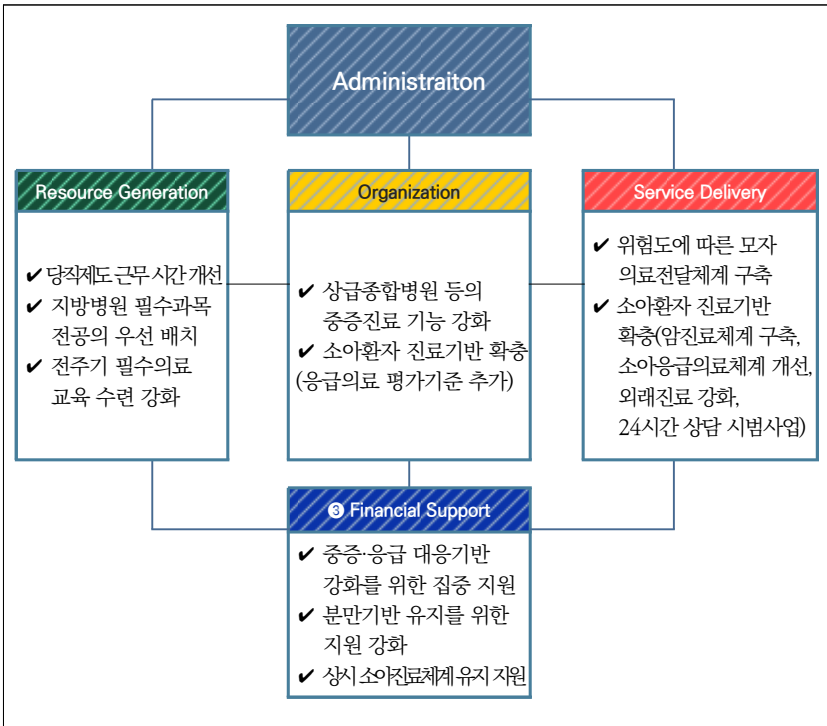 Administraiton
Resource Generation
✔ 당직제도 근무 시간 개선
✔ 지방병원 필수과목
전공의 우선 배치
✔ 전주기 필수의료
교육 수련 강화
Organization
✔ 상급종합병원 등의
중증진료 기능 강화
✔ 소아환자 진료기반 확충
(응급의료 평가기준 추가)
Service Delivery
✔ 위험도에 따른 모자
의료전달체계 구축
✔ 소아환자 진료기반
확충(암진료체계 구축,
소아응급의료체계 개선,
외래진료 강화,
24시간 상담 시범사업)
❸ Financial Support
✔ 중증·응급 대응기반
강화를 위한 집중 지원
✔ 분만기반 유지를 위한
지원 강화
✔ 상시 소아진료체계 유지 지원